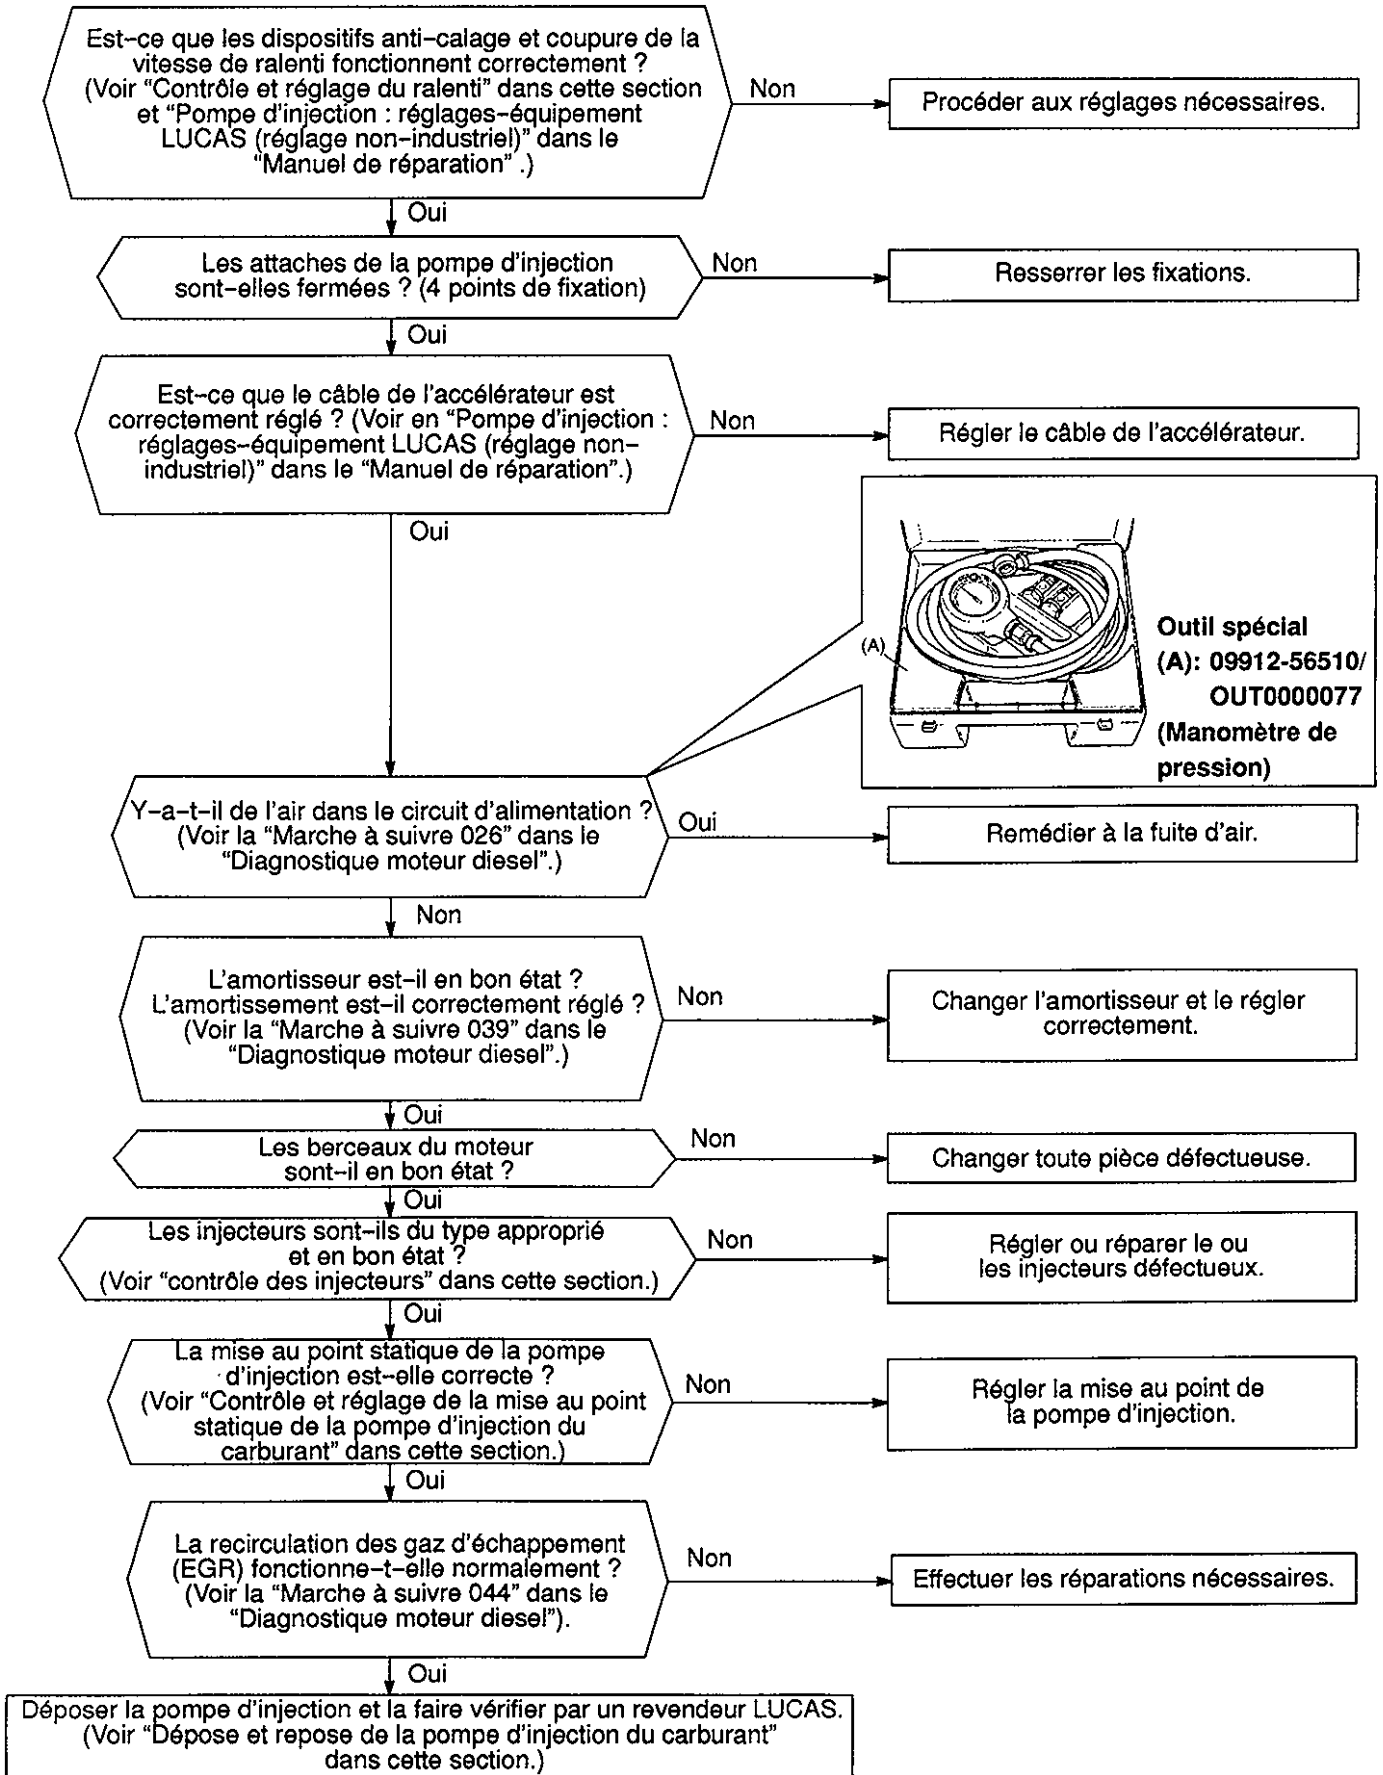 Est-ce que les dispositifs anti-calage et coupure de la
vitesse de ralenti fonctionnent correctement ?
(Voir “Contrôle et réglage du ralenti” dans cette section
et “Pompe d’injection : réglages-équipement
LUCAS (réglage non-industriel)” dans le
“Manuel de réparation” .)
Non
Procéder aux réglages nécessaires.
Oui
Les attaches de la pompe d’injection
sont-elles fermées ? (4 points de fixation)
Non
Resserrer les fixations.
Oui
Est-ce que le câble de l’accélérateur est
correctement réglé ? (Voir en “Pompe d’injection :
réglages-équipement LUCAS (réglage non-
industriel)” dans le “Manuel de réparation”.)
Non
Régler le câble de l’accélérateur.
Oui
(A)
Outil spécial
(A): 09912-56510/
OUT0000077
(Manomètre de
pression)
Y-a-t-il de l’air dans le circuit d’alimentation ?
(Voir la “Marche à suivre 026” dans le
“Diagnostique moteur diesel”.)
Oui
Remédier à la fuite d’air.
Non
L’amortisseur est-il en bon état ?
L’amortissement est-il correctement réglé ?
(Voir la “Marche à suivre 039” dans le
“Diagnostique moteur diesel”.)
Non
Changer l’amortisseur et le régler
correctement.
Oui
Les berceaux du moteur
sont-il en bon état ?
Non
Changer toute pièce défectueuse.
Oui
Les injecteurs sont-ils du type approprié
et en bon état ?
(Voir “contrôle des injecteurs” dans cette section.)
Non
Régler ou réparer le ou
les injecteurs défectueux.
Oui
La mise au point statique de la pompe
d’injection est-elle correcte ?
(Voir “Contrôle et réglage de la mise au point
statique de la pompe d’injection du
carburant” dans cette section.)
Non
Régler la mise au point de
la pompe d’injection.
Oui
La recirculation des gaz d’échappement
(EGR) fonctionne-t-elle normalement ?
(Voir la “Marche à suivre 044” dans le
“Diagnostique moteur diesel”).
Non
Effectuer les réparations nécessaires.
Oui
Déposer la pompe d’injection et la faire vérifier par un revendeur LUCAS.
(Voir “Dépose et repose de la pompe d’injection du carburant”
dans cette section.)